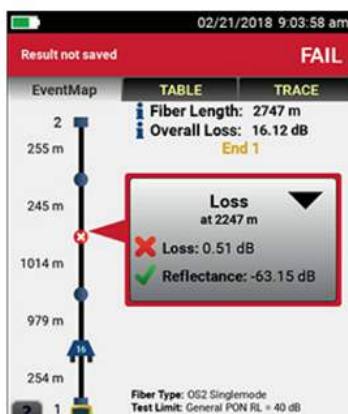 02/21/2018 9:03:58 am
Result not saved
FAIL
EventMap
TABLE
TRACE
Fiber Length: 2747 m
Overall Loss: 16.12 dB
End 1
2
255 m
245 m
Loss
at 2247 m
Loss: 0.51 dB
Reflectance: -63.15 dB
1014 m
979 m
16
254 m
Fiber Type: OS2 Singlemode
Test Limit: General PON RL = 40 dB
2
1